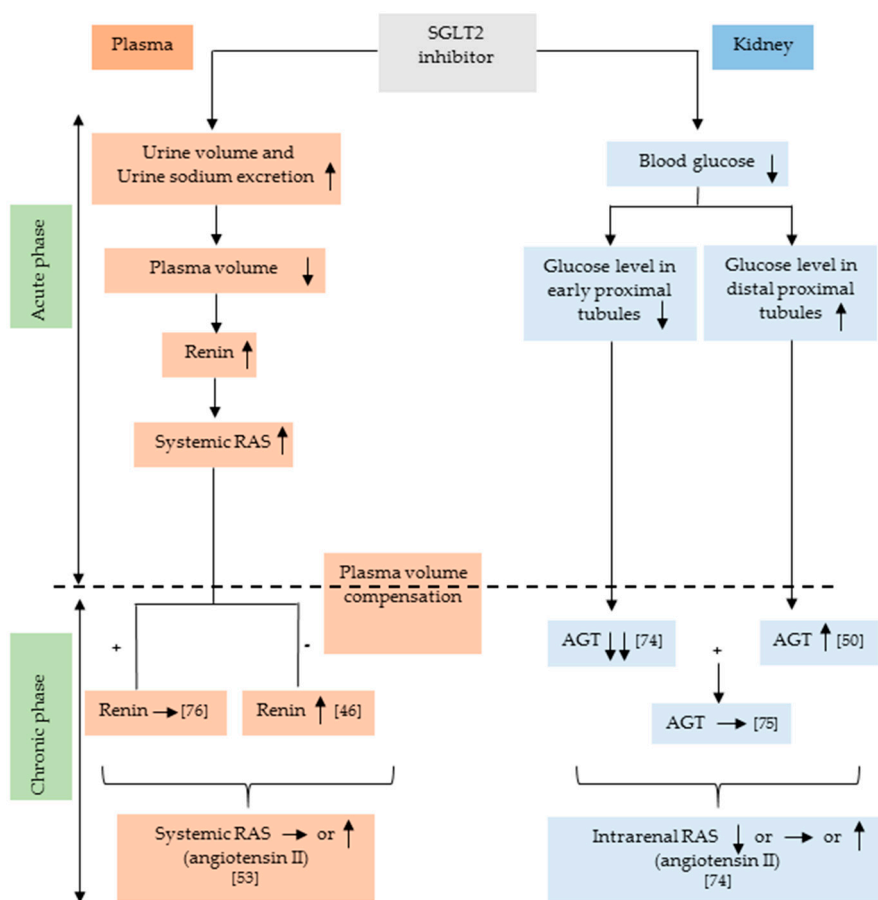 Plasma
SGLT2
inhibitor
Kidney
Acute phase
Urine volume and
Urine sodium excretion ↑
Plasma volume ↓
Renin ↑
Systemic RAS ↑
Blood glucose ↓
Glucose level in
early proximal
tubules ↓
Glucose level in
distal proximal
tubules ↑
Plasma volume
compensation
Chronic phase
+
-
Renin → [76]
Renin ↑ [46]
Systemic RAS → or ↑
(angiotensin II)
[53]
AGT ↓↓ [74]
+
AGT ↑ [50]
AGT → [75]
Intrarenal RAS ↓ or → or ↑
(angiotensin II)
[74]